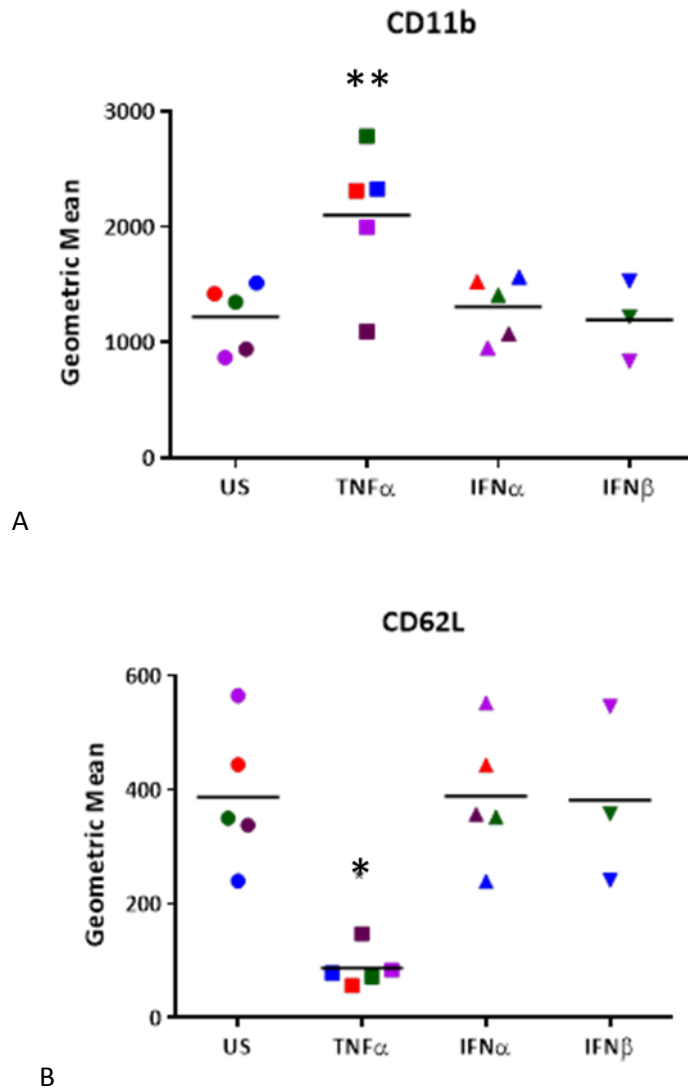 CD11b
**
3000
2000
1000
0
Geometric Mean
US TNFα IFNα IFNβ
A
CD62L
600
400
200
0
Geometric Mean
*
US TNFα IFNα IFNβ
B